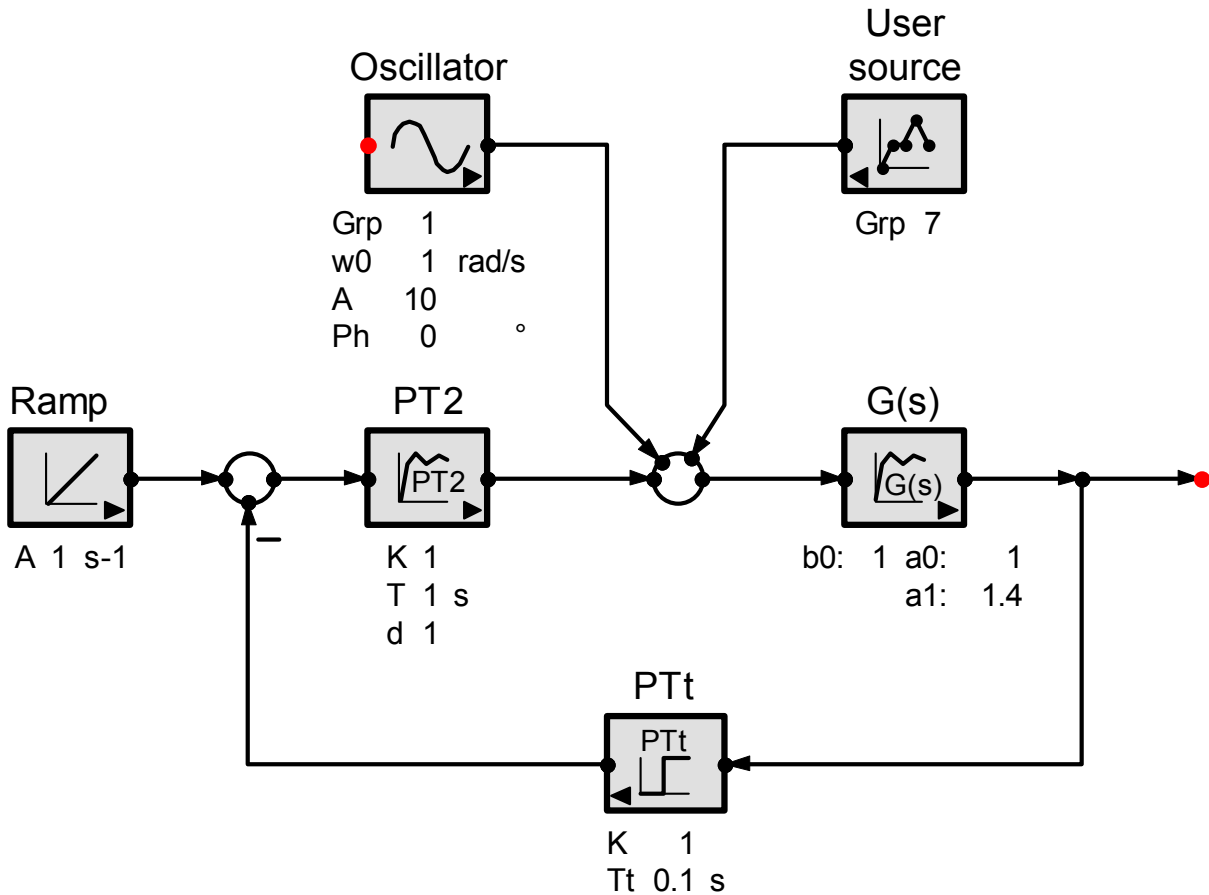 User
source
Oscillator
Grp 1
w0 1 rad/s
A 10
Ph 0 °
Grp 7
Ramp
A 1 s-1
PT2
PT2
K 1
T 1 s
d 1
G(s)
G(s)
b0: 1 a0: 1
a1: 1.4
–
PTt
PTt
K 1
Tt 0.1 s